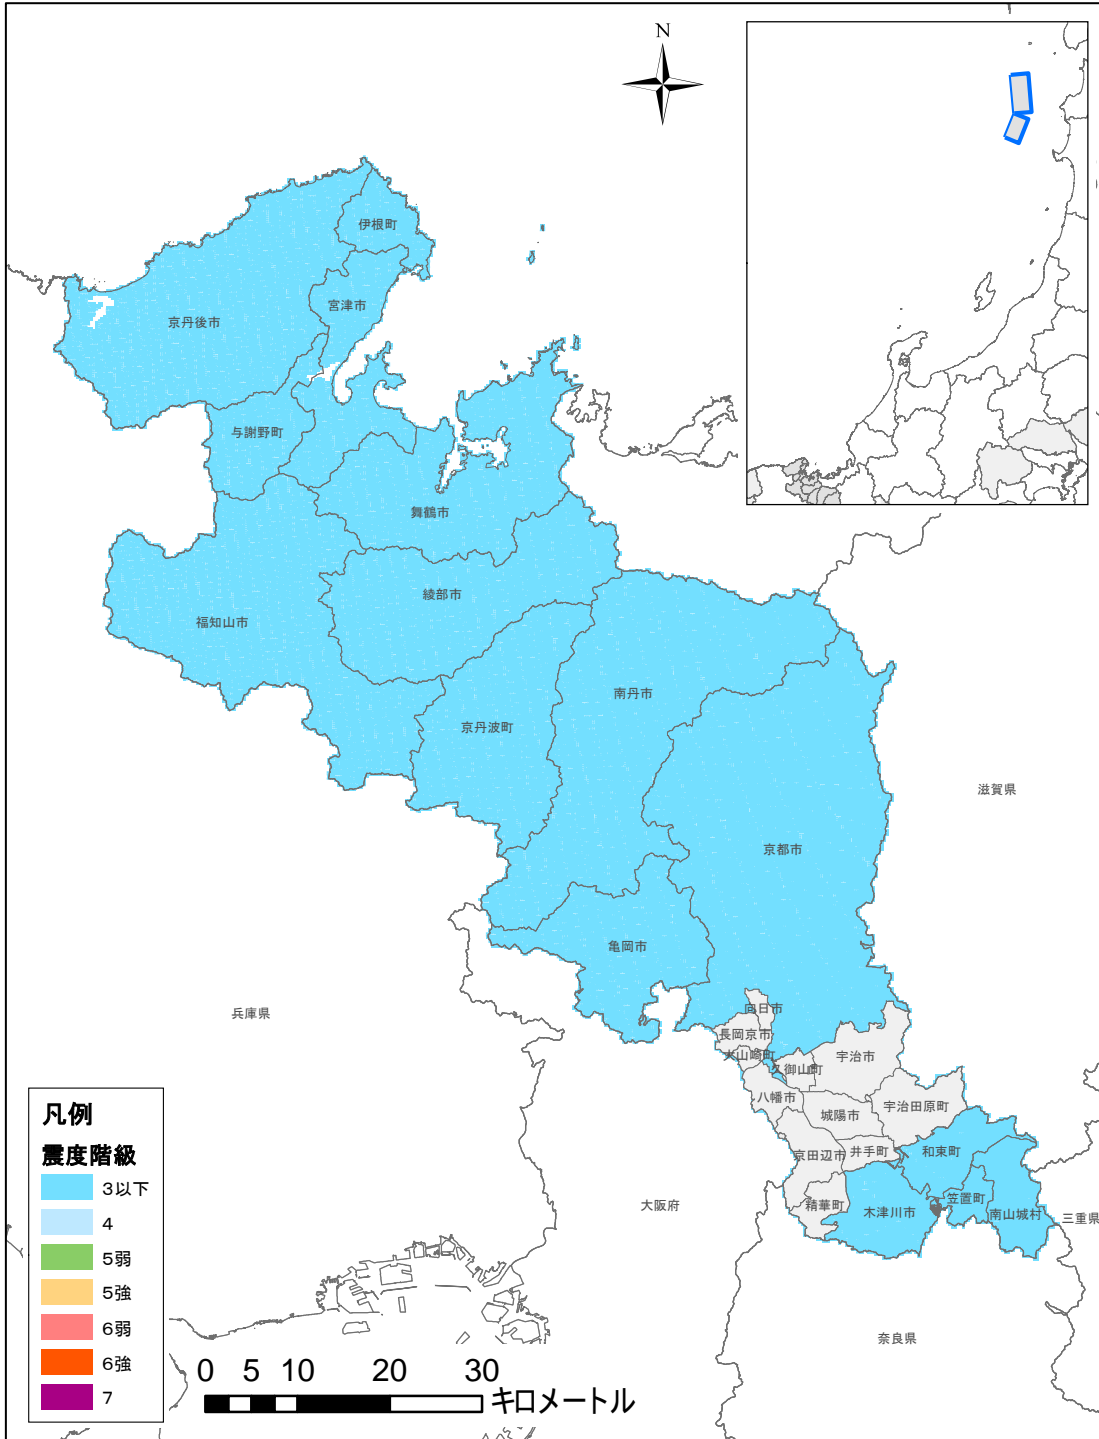 N
伊根町
宮津市
京丹後市
与謝野町
舞鶴市
綾部市
福知山市
南丹市
京丹波町
滋賀県
京都市
亀岡市
兵庫県
向日市
長岡京市
大山崎町
久御山町
宇治市
八幡市
城陽市
宇治田原町
京田辺市
井手町
和束町
精華町
木津川市
笠置町
南山城村
大阪府
三重県
奈良県
凡例
震度階級
3以下
4
5弱
5強
6弱
6強
7
0 5 10 20 30
キロメートル